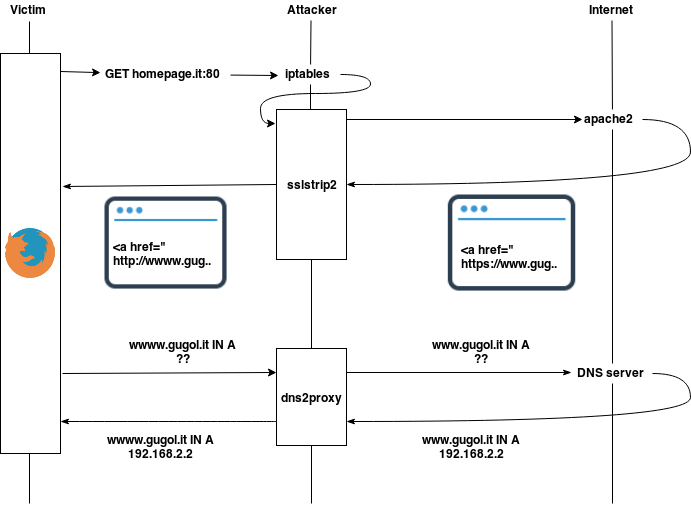 Victim
Attacker
Internet
GET homepage.it:80
iptables
apache2
sslstrip2
<a href="
http://wwww.gug..
<a href="
https://www.gug..
wwww.gugol.it IN A
??
www.gugol.it IN A
??
dns2proxy
DNS server
wwww.gugol.it IN A
192.168.2.2
www.gugol.it IN A
192.168.2.2